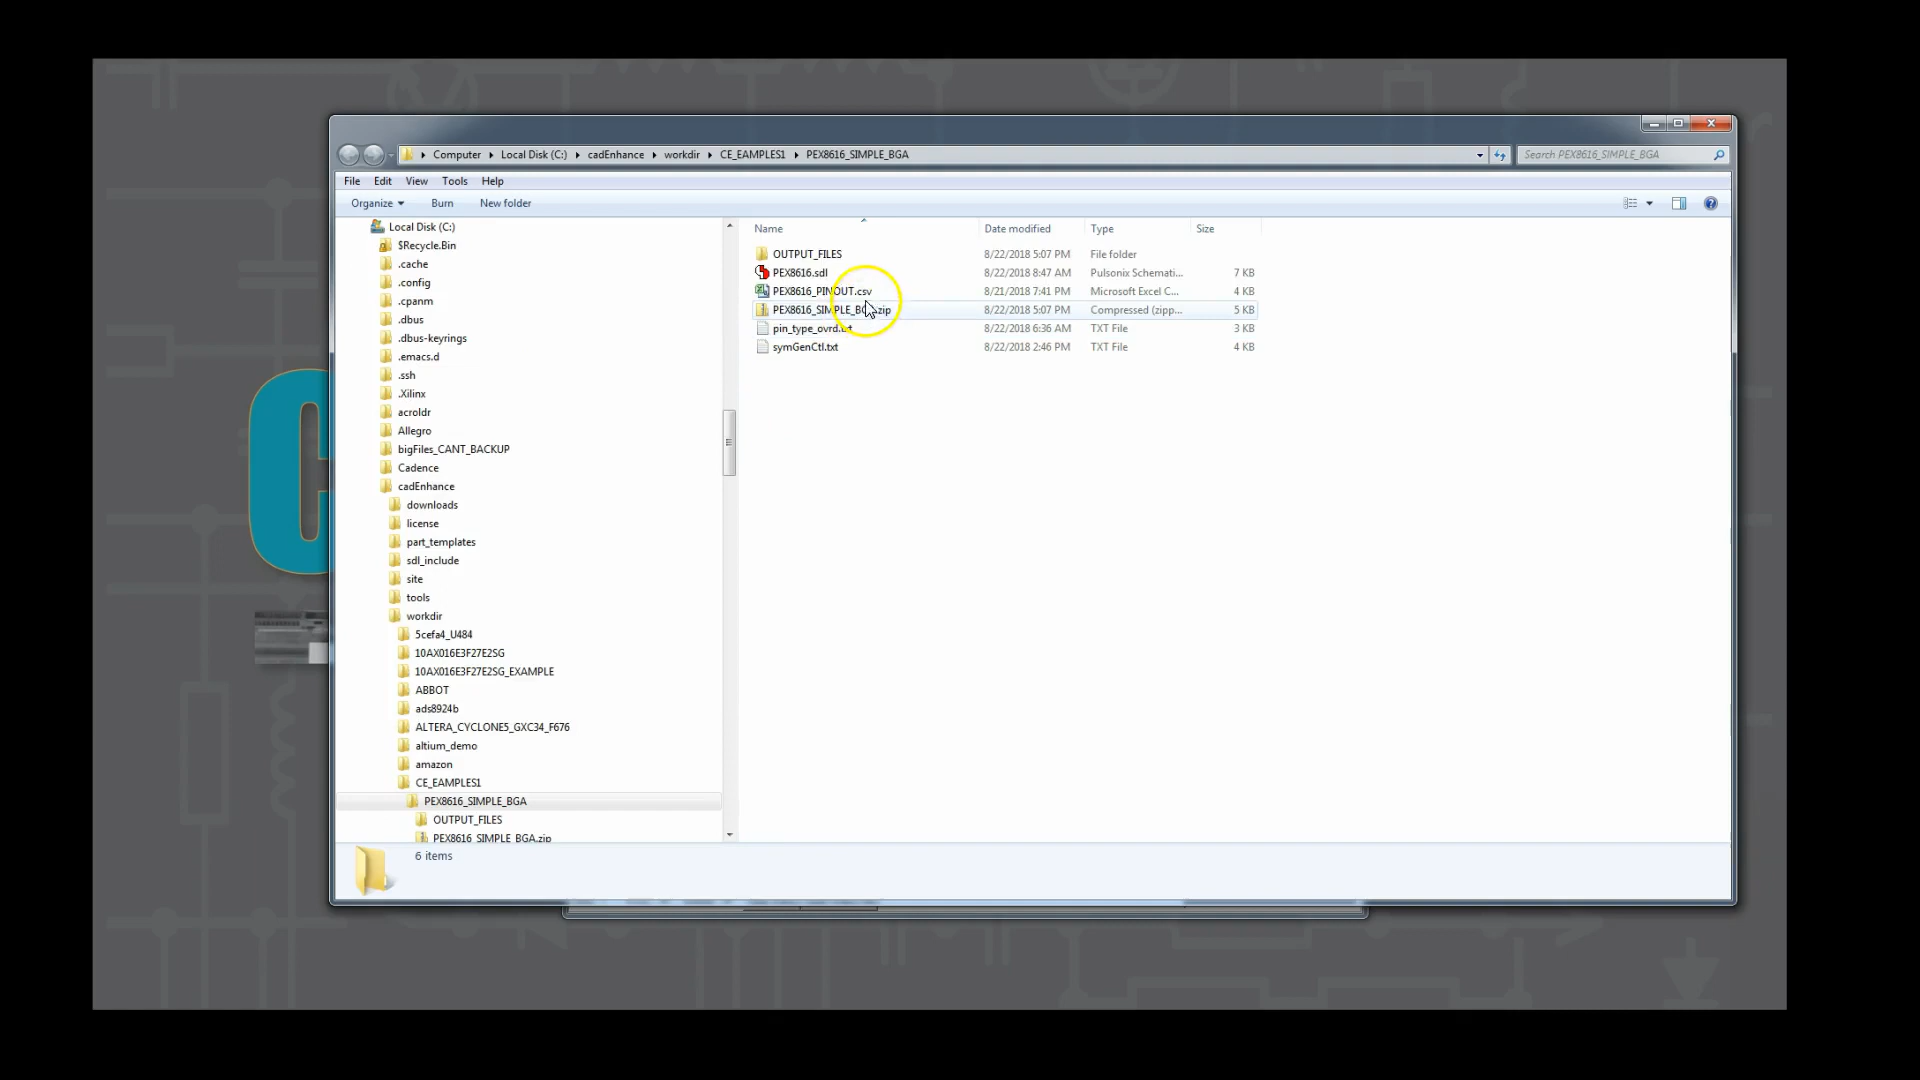 Computer Local Disk (C:) cadEnhance workdir CE_EAMPLES1 PEX8616_SIMPLE_BGA
Search PEX8616_SIMPLE_BGA
File Edit View Tools Help
Organize Burn New folder
Local Disk (C:)
$Recycle.Bin
.cache
.config
.cpanm
.dbus
.dbus-keyrings
.emacs.d
.ssh
.Xilinx
acroldr
Allegro
bigFiles_CANT_BACKUP
Cadence
cadEnhance
downloads
license
part_templates
sdl_include
site
tools
workdir
5cefa4_U484
10AX016E3F27E2SG
10AX016E3F27E2SG_EXAMPLE
ABBOT
ads8924b
ALTERA_CYCLONE5_GXC34_F676
altium_demo
amazon
CE_EAMPLES1
PEX8616_SIMPLE_BGA
OUTPUT_FILES
PEX8616_SIMPLE_BGA.zip
Name Date modified Type Size
OUTPUT_FILES 8/22/2018 5:07 PM File folder
PEX8616.sdl 8/22/2018 8:47 AM Pulsonix Schemati... 7 KB
PEX8616_PINOUT.csv 8/21/2018 7:41 PM Microsoft Excel C... 4 KB
PEX8616_SIMPLE_BGA.zip 8/22/2018 5:07 PM Compressed (zipp... 5 KB
pin_type_ovrd.txt 8/22/2018 6:36 AM TXT File 3 KB
symGenCtl.txt 8/22/2018 2:46 PM TXT File 4 KB
6 items